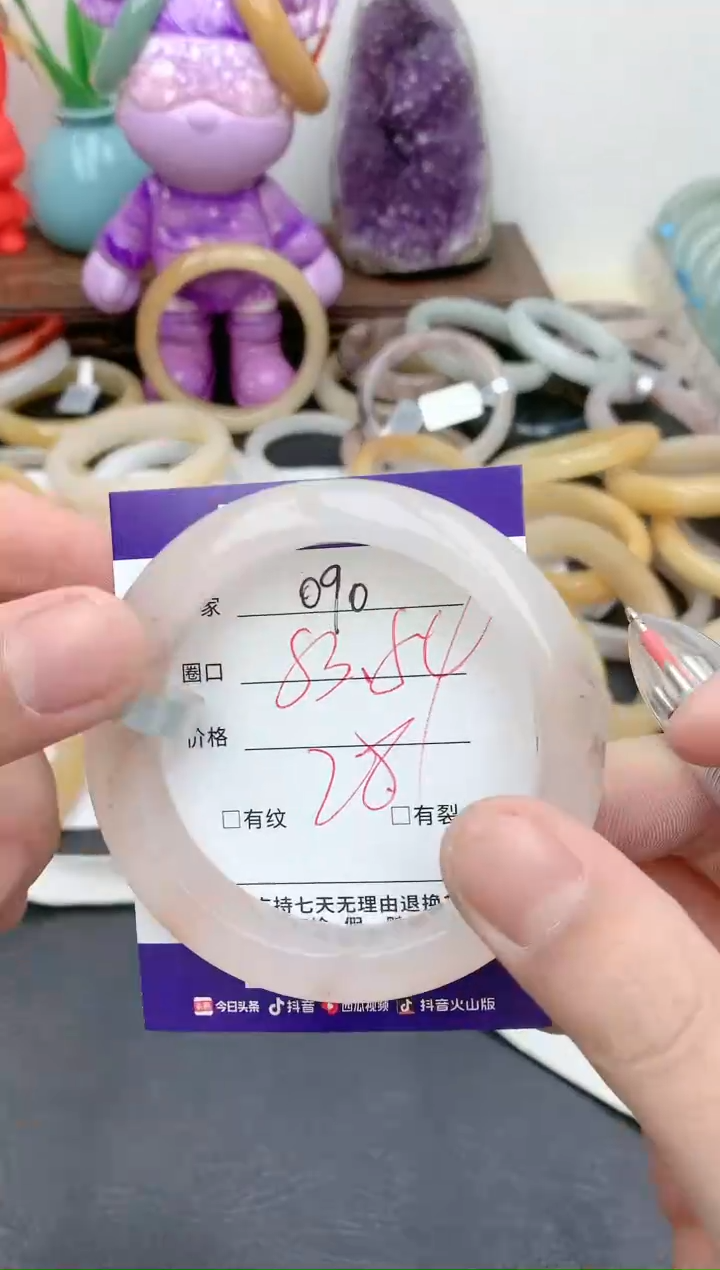 家 090
圈口 83.84
价格 28
□有纹 □有裂
持七天无理由退换
今日头条 抖音 西瓜视频 抖音火山版